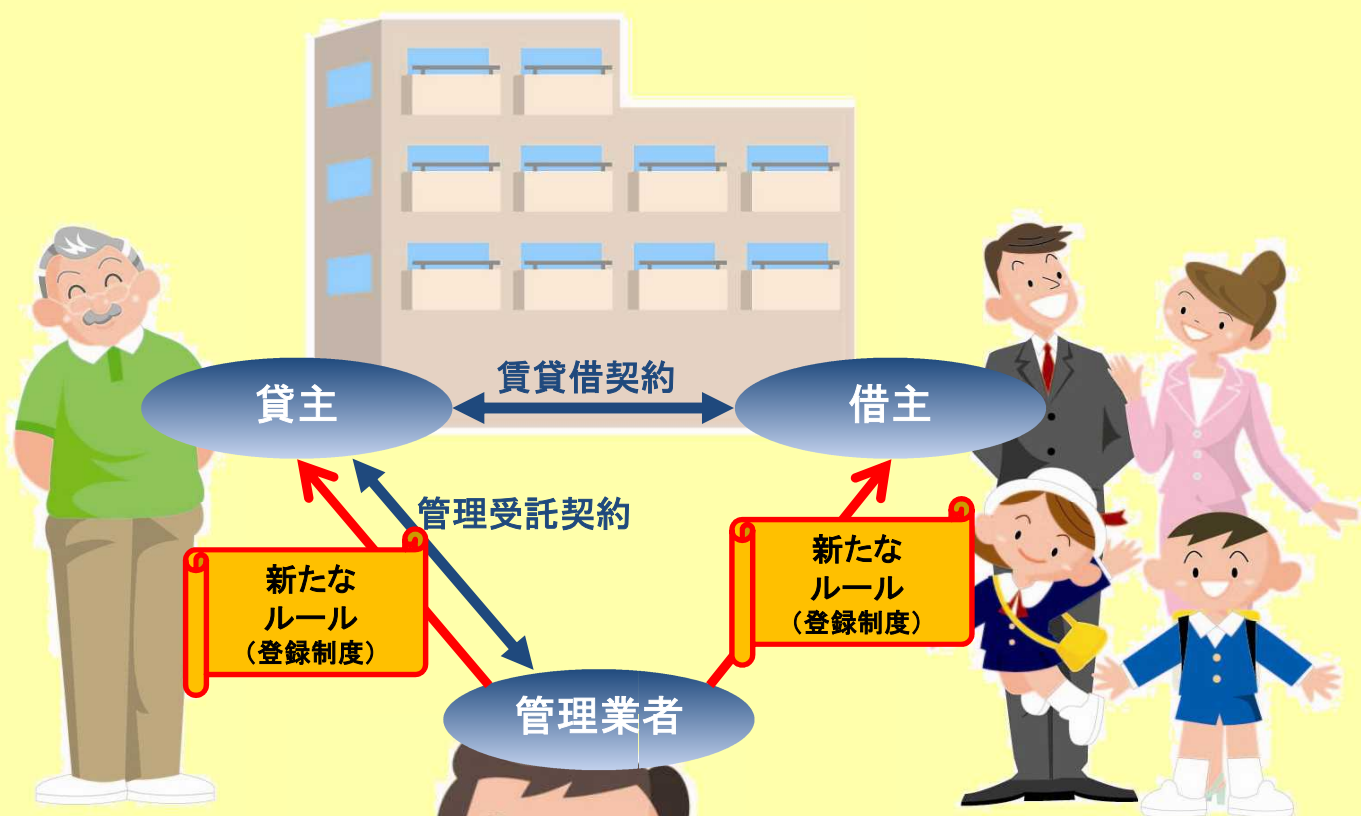 賃貸借契約
貸主
借主
管理受託契約
新たな
ルール
（登録制度）
新たな
ルール
（登録制度）
管理業者